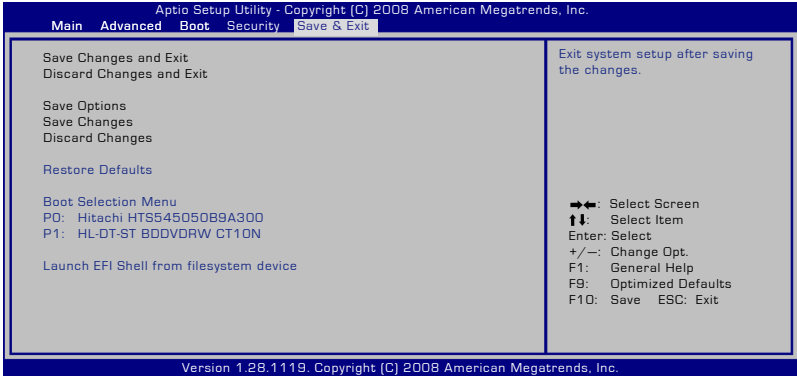 Aptio Setup Utility - Copyright (C) 2008 American Megatrends, Inc.
Main Advanced Boot Security Save & Exit
Save Changes and Exit
Discard Changes and Exit
Save Options
Save Changes
Discard Changes
Restore Defaults
Boot Selection Menu
P0: Hitachi HTS545050B9A300
P1: HL-DT-ST BDDVDRW CT10N
Launch EFI Shell from filesystem device
Exit system setup after saving
the changes.
➡⬅: Select Screen
⬆⬇: Select Item
Enter: Select
+/—: Change Opt.
F1: General Help
F9: Optimized Defaults
F10: Save ESC: Exit
Version 1.28.1119. Copyright (C) 2008 American Megatrends, Inc.